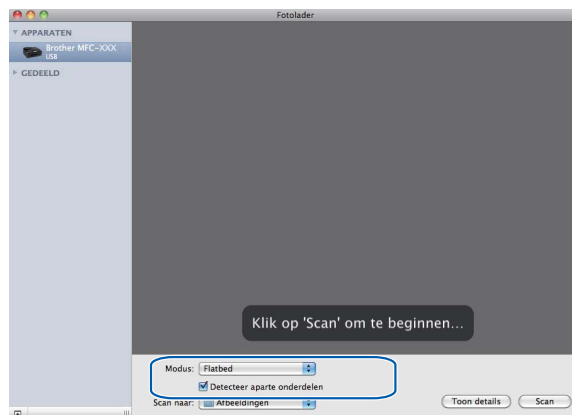 Fotolader
APPARATEN
Brother MFC-XXX
USB
GEDEELD
Klik op 'Scan' om te beginnen...
Modus: Flatbed
Detecteer aparte onderdelen
Scan naar: Afbeeldingen
Toon details Scan